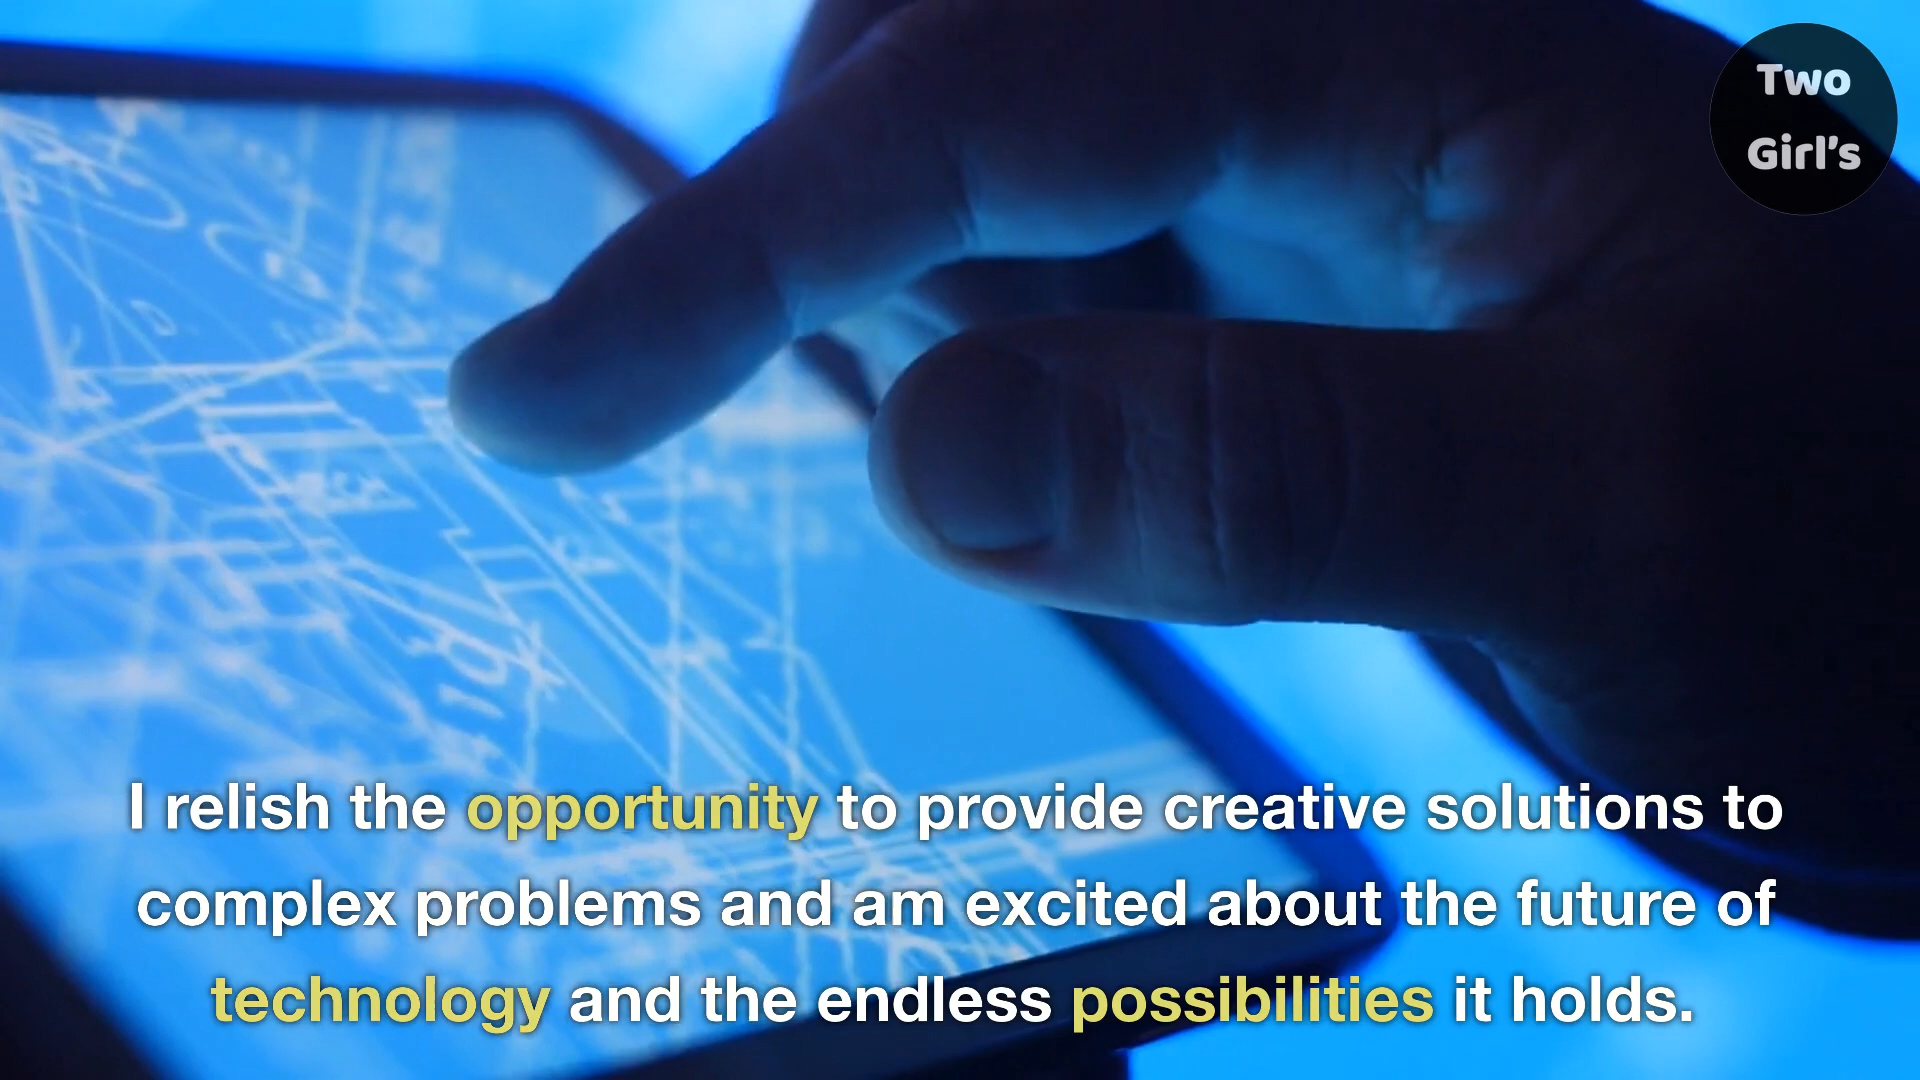 Two
Girl's
I relish the opportunity to provide creative solutions to
complex problems and am excited about the future of
technology and the endless possibilities it holds.